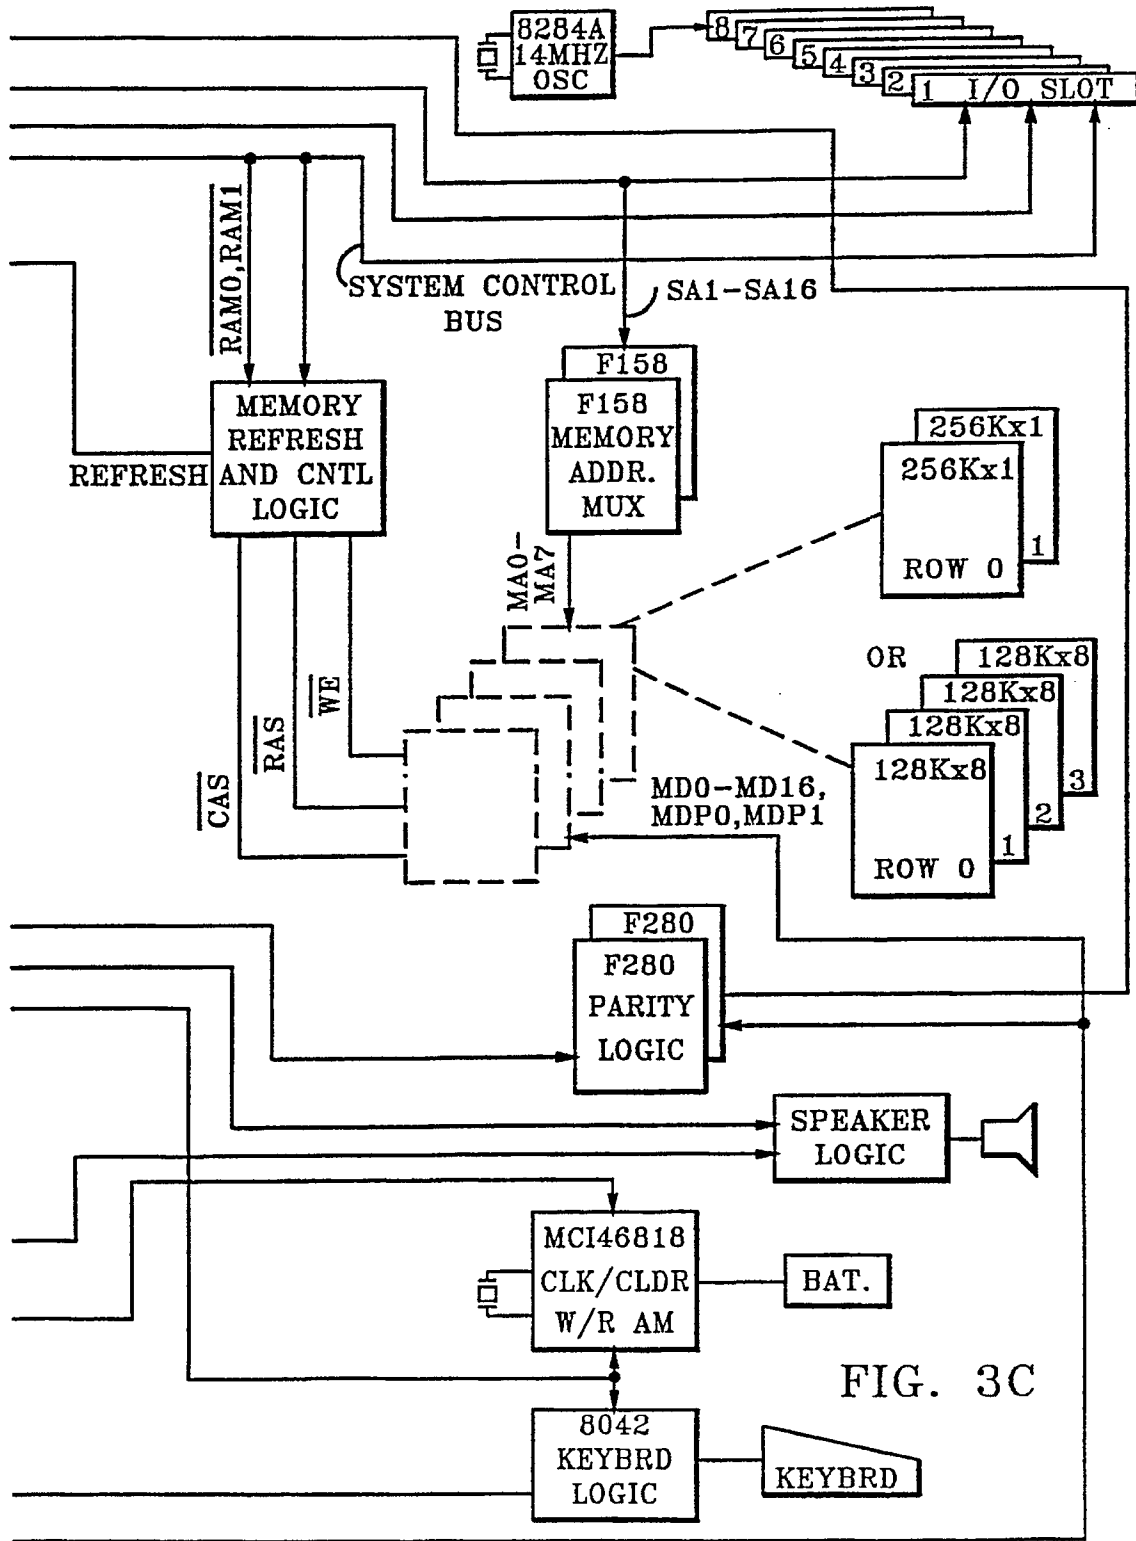 8284A
14MHZ
OSC
8
7
6
5
4
3
2
1 I/O SLOT
RAM0,RAM1
SYSTEM CONTROL
BUS
SA1-SA16
F158
F158
MEMORY
ADDR.
MUX
MEMORY
REFRESH
AND CNTL
LOGIC
REFRESH
MA0-
MA7
256Kx1
256Kx1
1
ROW 0
OR
128Kx8
128Kx8
128Kx8
128Kx8
3
2
1
ROW 0
WE
RAS
CAS
MD0-MD16,
MDP0,MDP1
F280
F280
PARITY
LOGIC
SPEAKER
LOGIC
MCI46818
CLK/CLDR
W/R AM
BAT.
FIG. 3C
8042
KEYBRD
LOGIC
KEYBRD